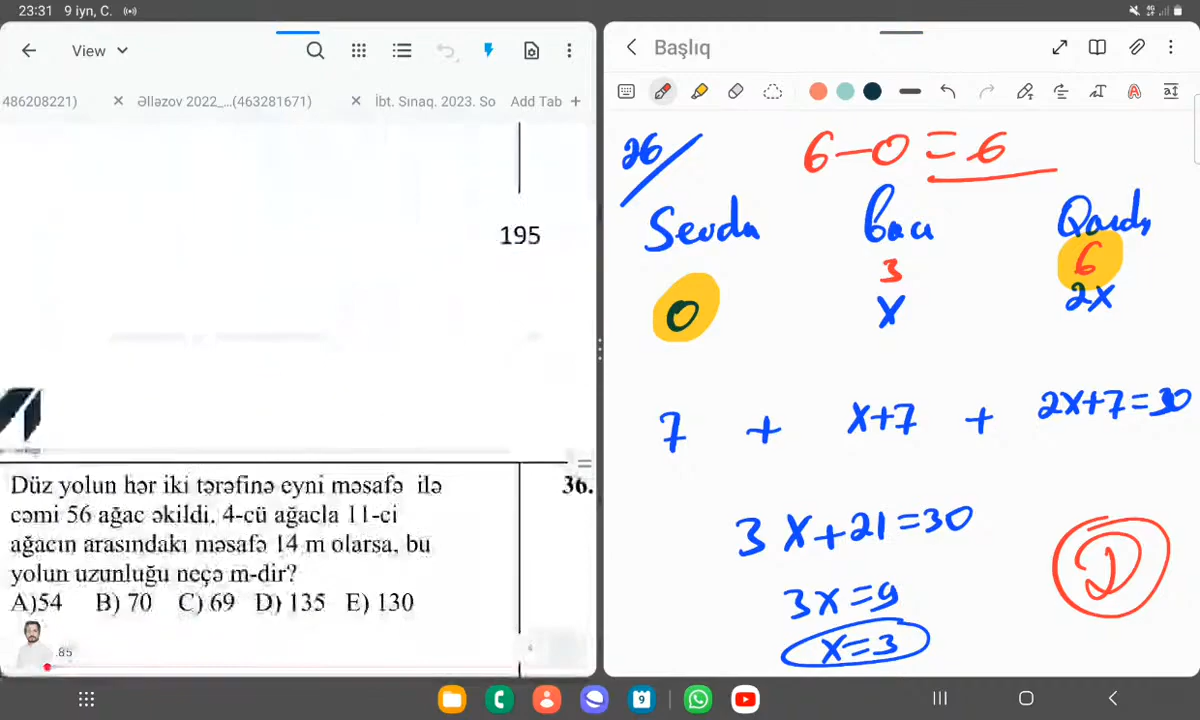 23:31 9 iyn, C.
View
Başlıq
486208221) × Əlləzov 2022_...(463281671) × İbt. Sınaq. 2023. So Add Tab +
195
Düz yolun hər iki tərəfinə eyni məsafə ilə
cəmi 56 ağac əkildi. 4-cü ağacla 11-ci
ağacın arasındakı məsafə 14 m olarsa, bu
yolun uzunluğu neçə m-dir?
A)54 B) 70 C) 69 D) 135 E) 130
36.
.85
26/ 6-0=6
Sevda bacı Qardş
3 6
0 x 2x
7 + x+7 + 2x+7=30
3x+21=30
3x=9
x=3
D
9